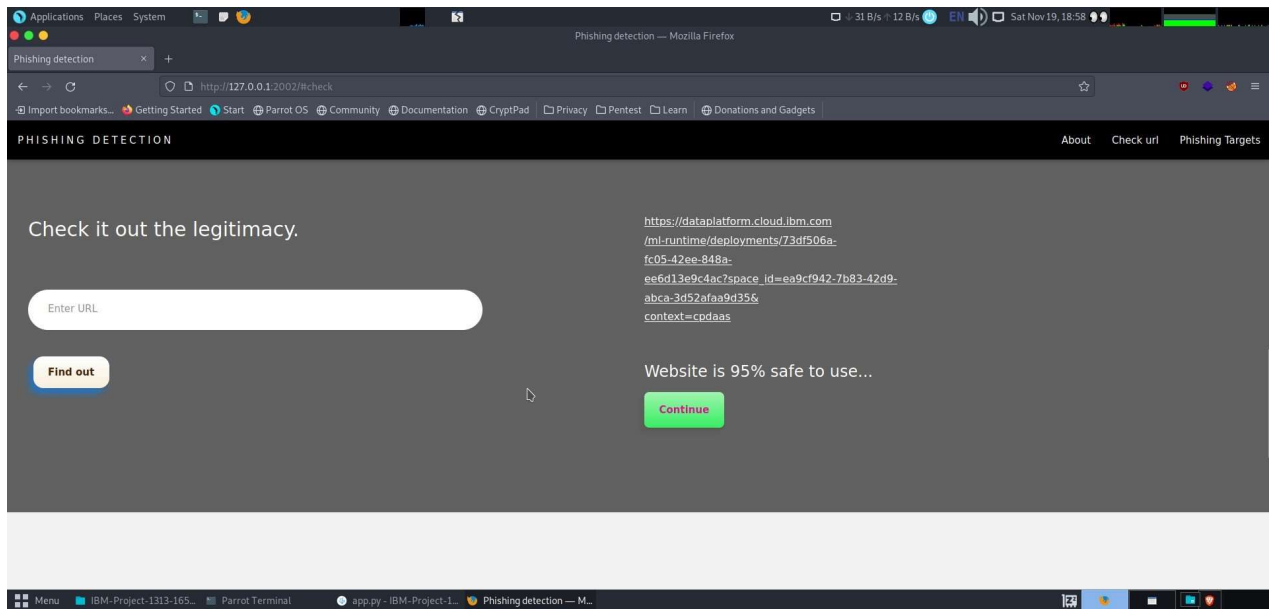 Applications Places System
↓ 31 B/s ↑ 12 B/s EN Sat Nov 19, 18:58
Phishing detection — Mozilla Firefox
Phishing detection × +
http://127.0.0.1:2002/#check
Import bookmarks... Getting Started Start Parrot OS Community Documentation CryptPad Privacy Pentest Learn Donations and Gadgets
PHISHING DETECTION About Check url Phishing Targets
Check it out the legitimacy.
Enter URL
Find out
https://dataplatform.cloud.ibm.com
/ml-runtime/deployments/73df506a-
fc05-42ee-848a-
ee6d13e9c4ac?space_id=ea9cf942-7b83-42d9-
abca-3d52afaa9d35&
context=cpdaas
Website is 95% safe to use...
Continue
Menu IBM-Project-1313-165... Parrot Terminal app.py - IBM-Project-1... Phishing detection — M...